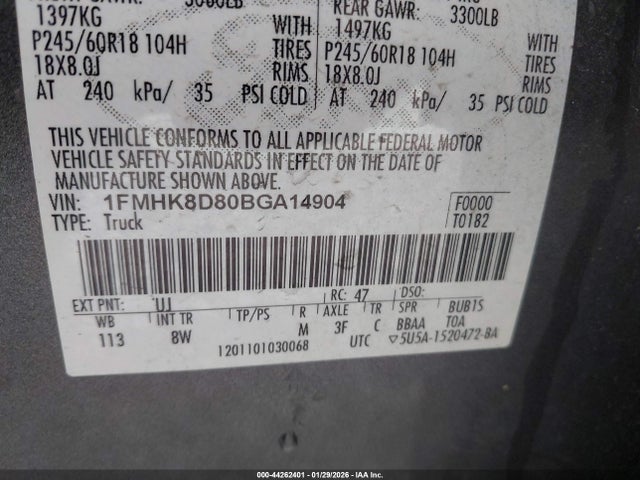 3000LB
1397KG WITH
P245/60R18 104H TIRES
18X8.0J RIMS
AT 240 kPa/ 35 PSI COLD
REAR GAWR:
3300LB
1497KG WITH
P245/60R18 104H TIRES
18X8.0J RIMS
AT 240 kPa/ 35 PSI COLD
THIS VEHICLE CONFORMS TO ALL APPLICABLE FEDERAL MOTOR
VEHICLE SAFETY STANDARDS IN EFFECT ON THE DATE OF
MANUFACTURE SHOWN ABOVE.
VIN: 1FMHK8D80BGA14904 F0000
TYPE: Truck T0182
EXT PNT: UJ RC: 47 DSO:
WB INT TR TP/PS R AXLE TR SPR BUB15
113 8W M 3F C BBAA TOA
1201101030068 UTC ▽5U5A-1520472-BA
000-44262401 - 01/29/2026 - IAA Corp.